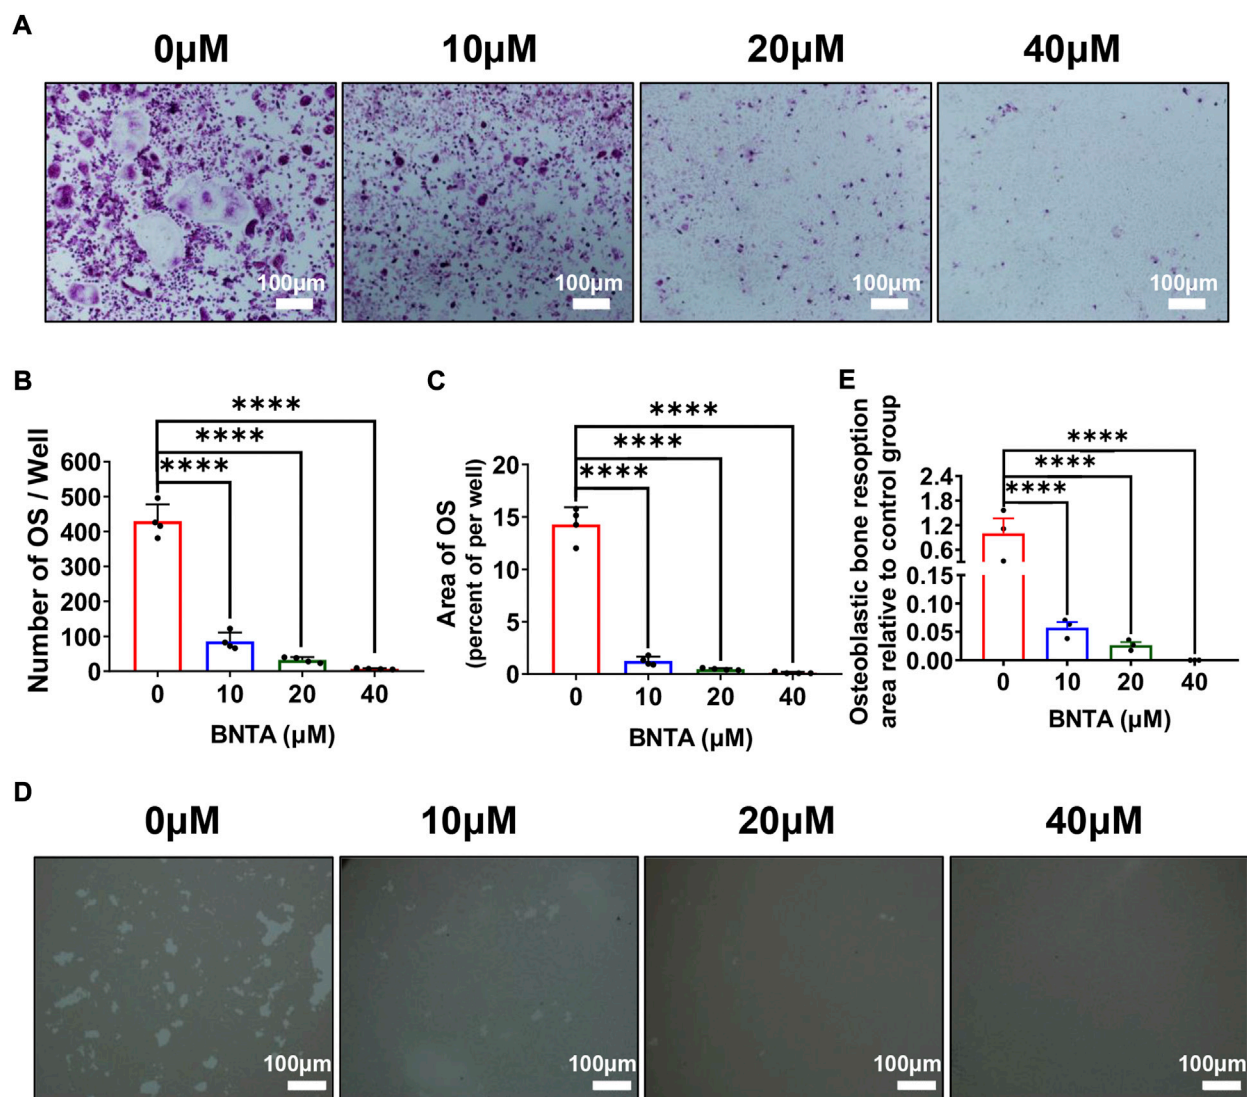 A
0µM 10µM 20µM 40µM
100µm 100µm 100µm 100µm
B
Number of OS / Well
600
500
400
300
200
100
0
****
****
****
0 10 20 40
BNTA (µM)
C
Area of OS
(percent of per well)
20
15
10
5
0
****
****
****
0 10 20 40
BNTA (µM)
E
Osteoblastic bone resoption
area relative to control group
2.4
1.8
1.2
0.6
0.15
0.10
0.05
0.00
****
****
****
0 10 20 40
BNTA (µM)
D
0µM 10µM 20µM 40µM
100µm 100µm 100µm 100µm